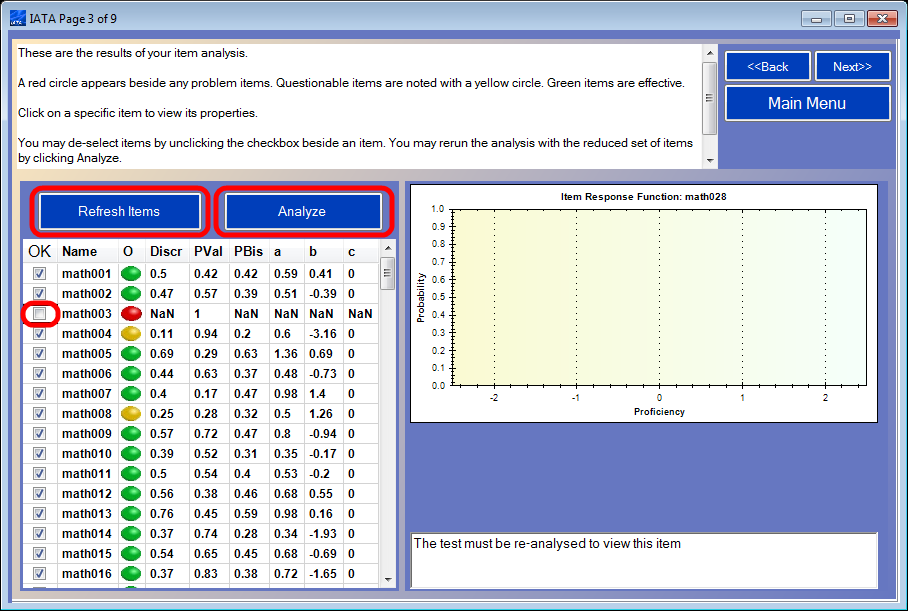 IATA Page 3 of 9
These are the results of your item analysis.
A red circle appears beside any problem items. Questionable items are noted with a yellow circle. Green items are effective.
Click on a specific item to view its properties.
You may de-select items by unclicking the checkbox beside an item. You may rerun the analysis with the reduced set of items
by clicking Analyze.
<<Back Next>>
Main Menu
Refresh Items Analyze
OK Name O Discr PVal PBis a b c
math001 0.5 0.42 0.42 0.59 0.41 0
math002 0.47 0.57 0.39 0.51 -0.39 0
math003 NaN 1 NaN NaN NaN NaN
math004 0.11 0.94 0.2 0.6 -3.16 0
math005 0.69 0.29 0.63 1.36 0.69 0
math006 0.44 0.63 0.37 0.48 -0.73 0
math007 0.4 0.17 0.47 0.98 1.4 0
math008 0.25 0.28 0.32 0.5 1.26 0
math009 0.57 0.72 0.47 0.8 -0.94 0
math010 0.39 0.52 0.31 0.35 -0.17 0
math011 0.5 0.54 0.4 0.53 -0.2 0
math012 0.56 0.38 0.46 0.68 0.55 0
math013 0.76 0.45 0.59 0.98 0.16 0
math014 0.37 0.74 0.28 0.34 -1.93 0
math015 0.54 0.65 0.45 0.68 -0.69 0
math016 0.37 0.83 0.38 0.72 -1.65 0
Item Response Function: math028
Probability
1.0
0.9
0.8
0.7
0.6
0.5
0.4
0.3
0.2
0.1
0.0
-2 -1 0 1 2
Proficiency
The test must be re-analysed to view this item